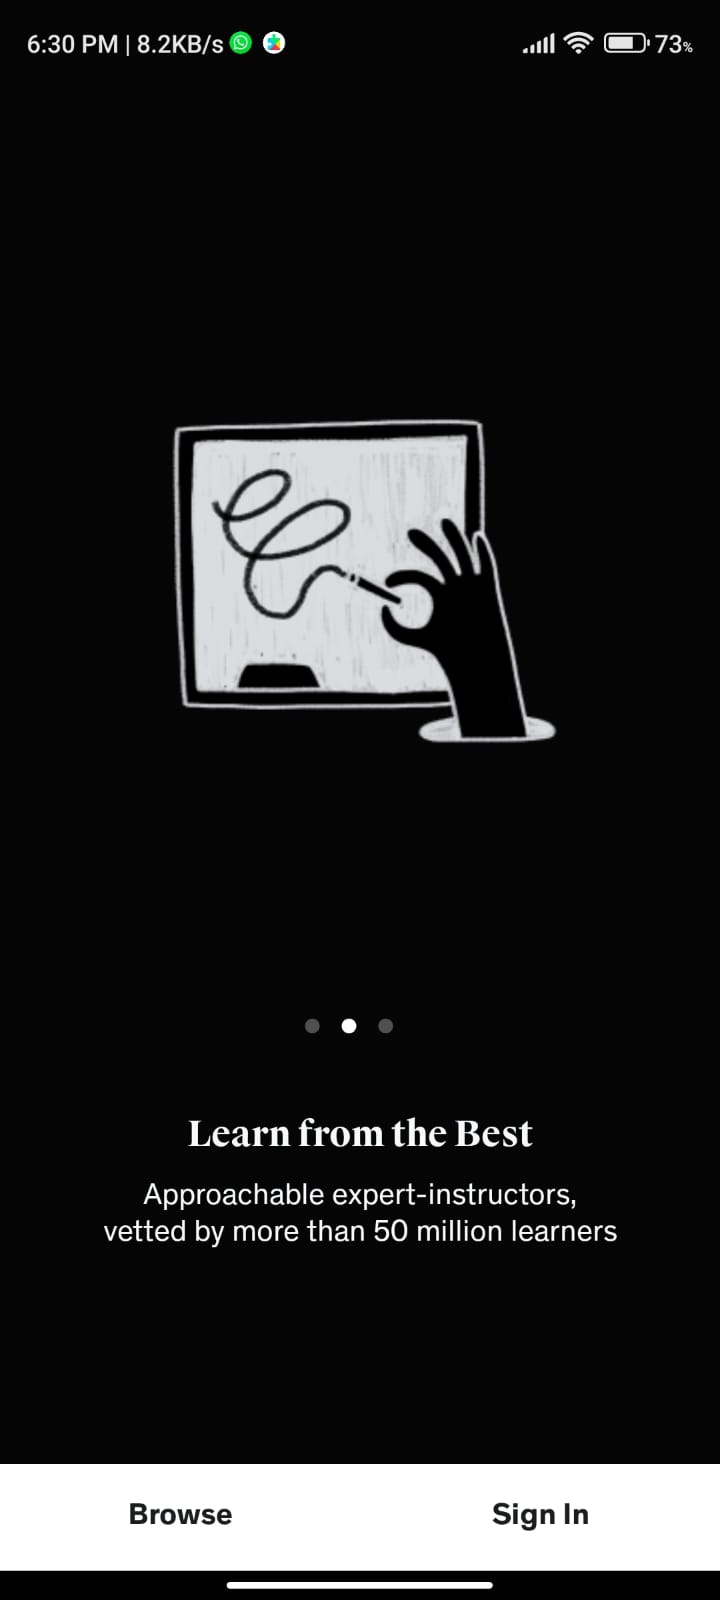 6:30 PM | 8.2KB/s 73%
Learn from the Best
Approachable expert-instructors,
vetted by more than 50 million learners
Browse Sign In